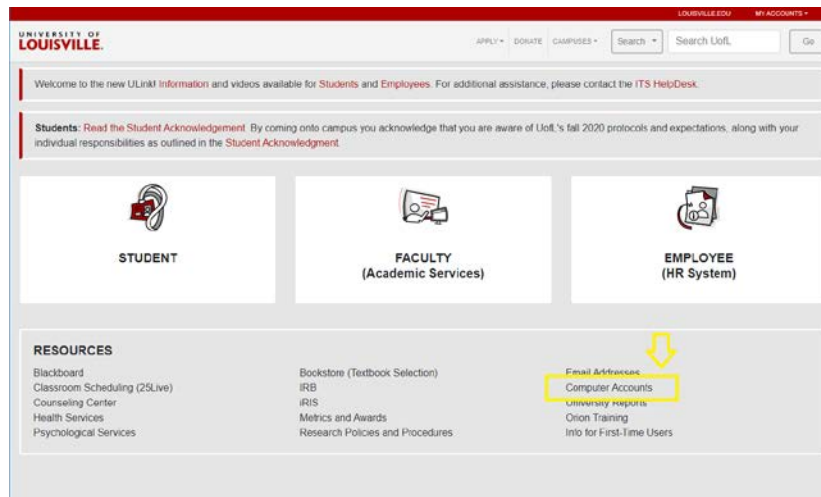 LOUISVILLE.EDU MY ACCOUNTS
UNIVERSITY OF
LOUISVILLE.
APPLY DONATE CAMPUSES Search Search UofL Go
Welcome to the new ULink! Information and videos available for Students and Employees. For additional assistance, please contact the ITS HelpDesk.
Students: Read the Student Acknowledgement. By coming onto campus you acknowledge that you are aware of UofL's fall 2020 protocols and expectations, along with your
individual responsibilities as outlined in the Student Acknowledgment.
STUDENT
FACULTY
(Academic Services)
EMPLOYEE
(HR System)
RESOURCES
Blackboard
Classroom Scheduling (25Live)
Counseling Center
Health Services
Psychological Services
Bookstore (Textbook Selection)
IRB
iRIS
Metrics and Awards
Research Policies and Procedures
Email Addresses
Computer Accounts
University Reports
Orion Training
Info for First-Time Users